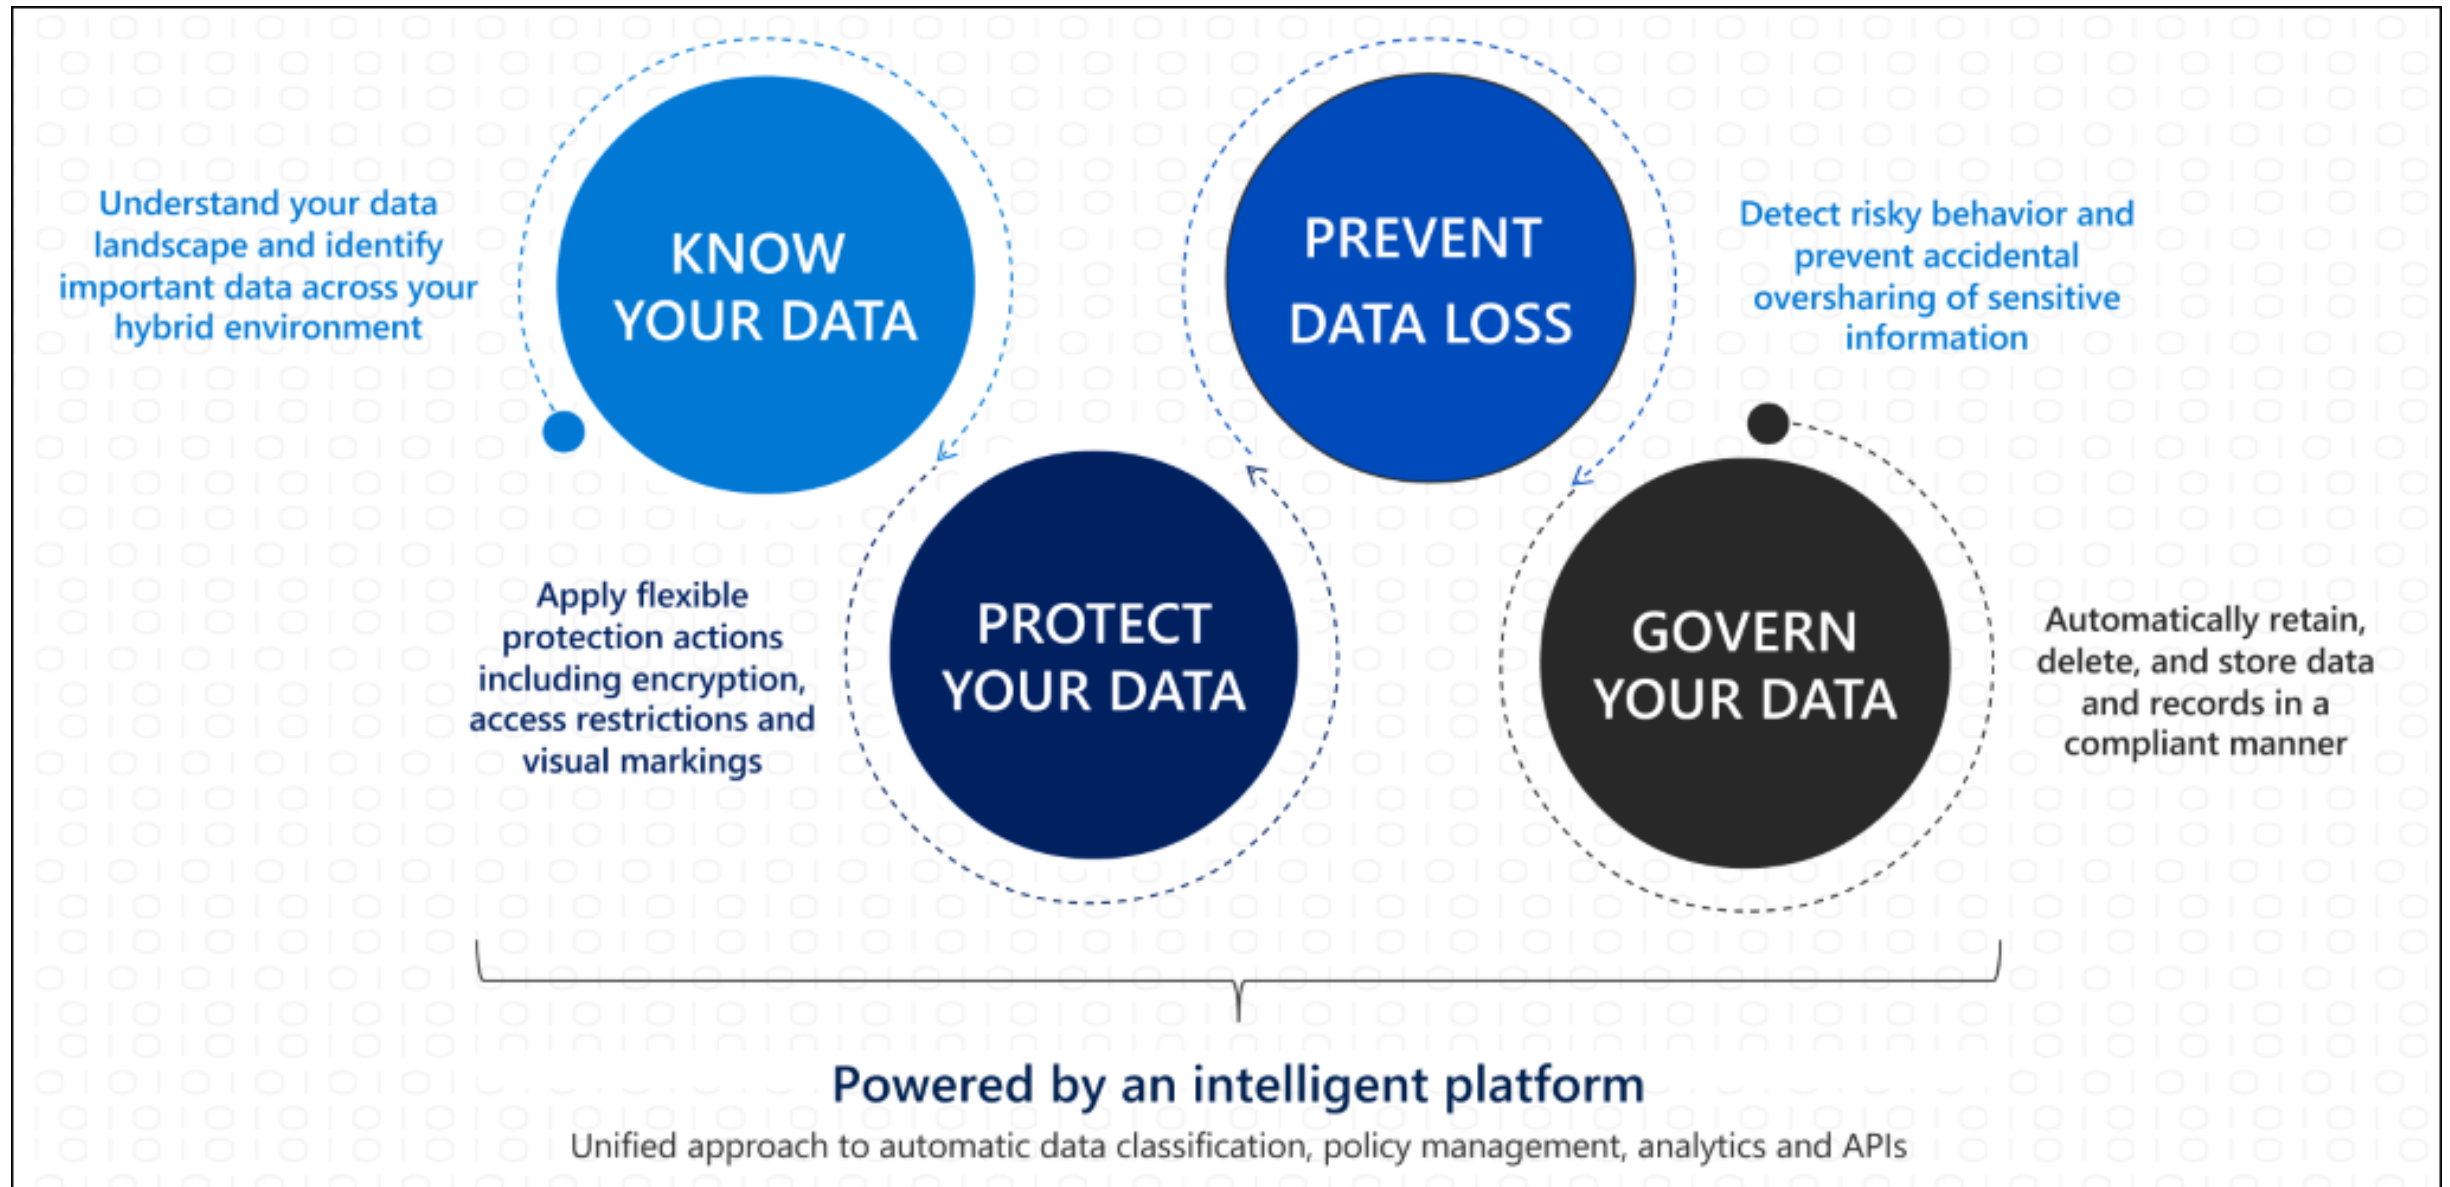 Understand your data
landscape and identify
important data across your
hybrid environment
KNOW
YOUR DATA
Apply flexible
protection actions
including encryption,
access restrictions and
visual markings
PROTECT
YOUR DATA
PREVENT
DATA LOSS
Detect risky behavior and
prevent accidental
oversharing of sensitive
information
GOVERN
YOUR DATA
Automatically retain,
delete, and store data
and records in a
compliant manner
Powered by an intelligent platform
Unified approach to automatic data classification, policy management, analytics and APIs